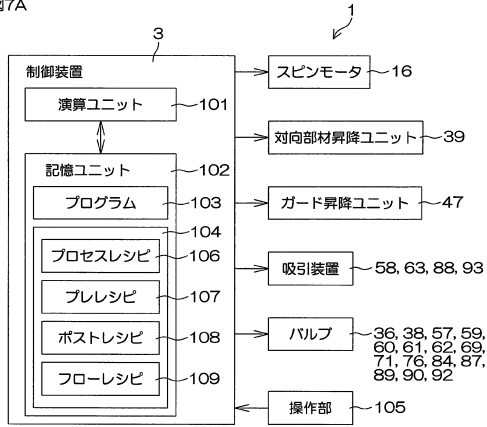 図7A
1
3
制御装置
演算ユニット 101
記憶ユニット 102
プログラム 103
104
プロセスレシピ 106
プレレシピ 107
ポストレシピ 108
フローレシピ 109
スピンモータ 16
対向部材昇降ユニット 39
ガード昇降ユニット 47
吸引装置 58, 63, 88, 93
バルブ 36, 38, 57, 59,
60, 61, 62, 69,
71, 76, 84, 87,
89, 90, 92
操作部 105